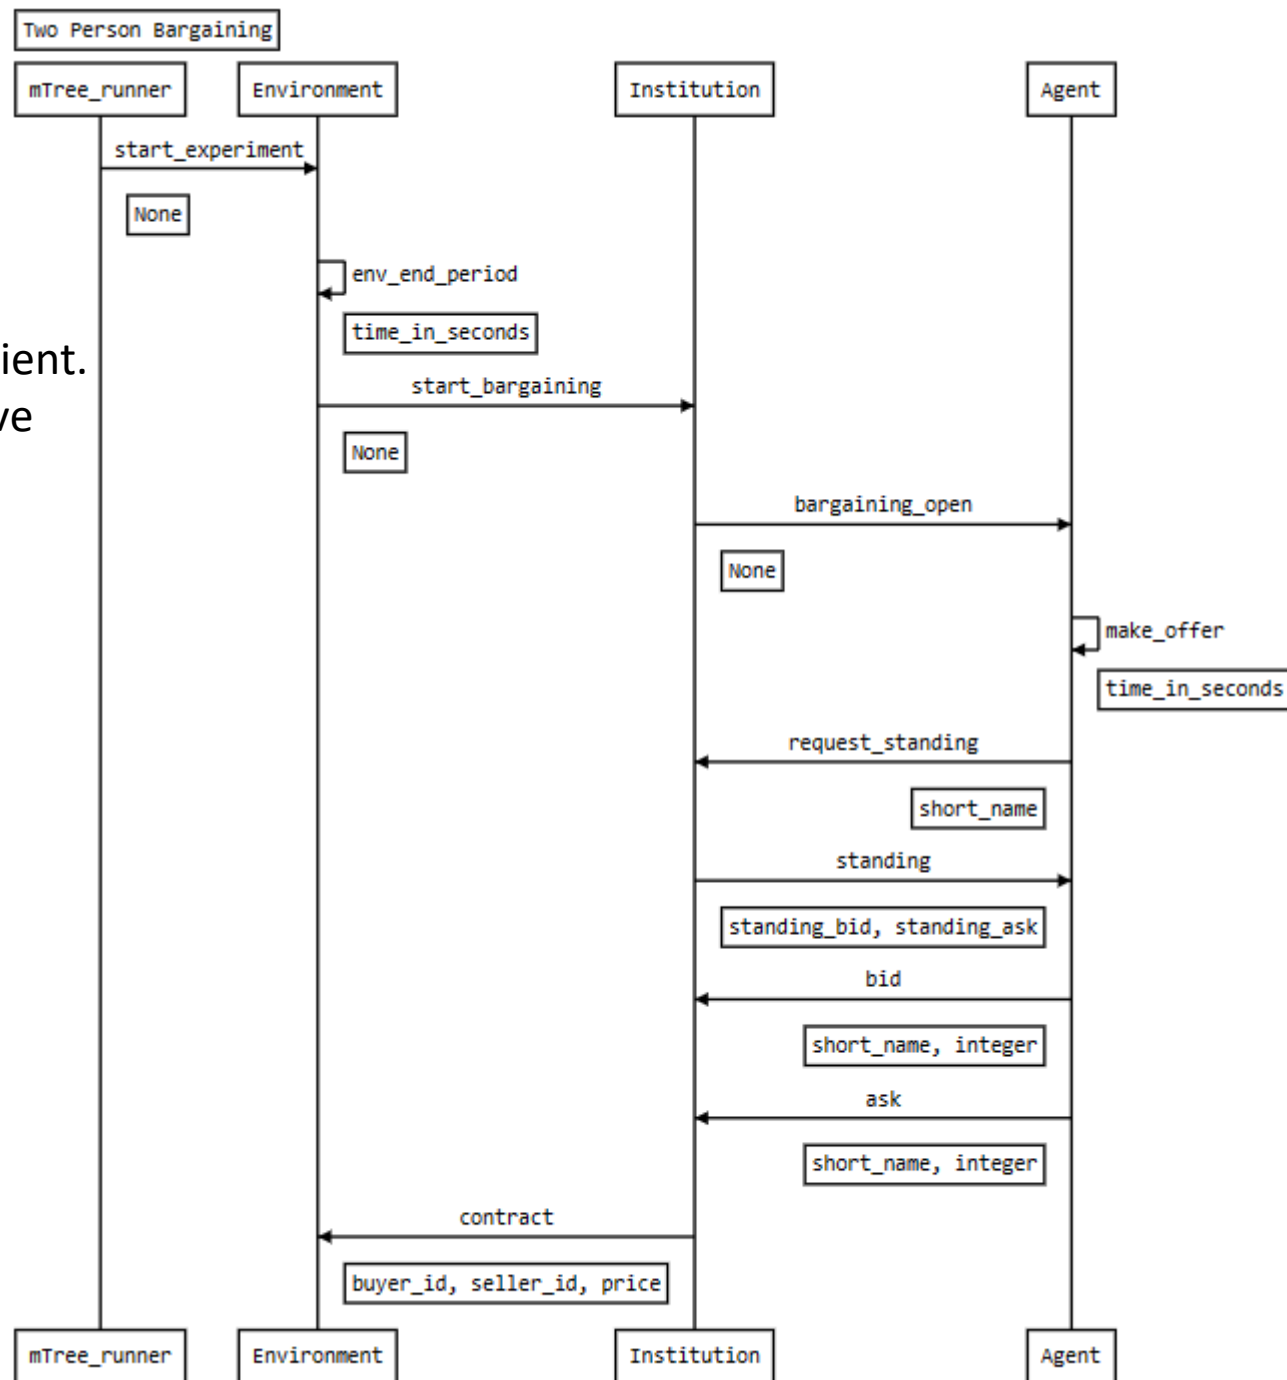 Two Person Bargaining
mTree_runner Environment Institution Agent
start_experiment
None
env_end_period
time_in_seconds
start_bargaining
None
bargaining_open
None
make_offer
time_in_seconds
request_standing
short_name
standing
standing_bid, standing_ask
bid
short_name, integer
ask
short_name, integer
contract
buyer_id, seller_id, price
mTree_runner Environment Institution Agent